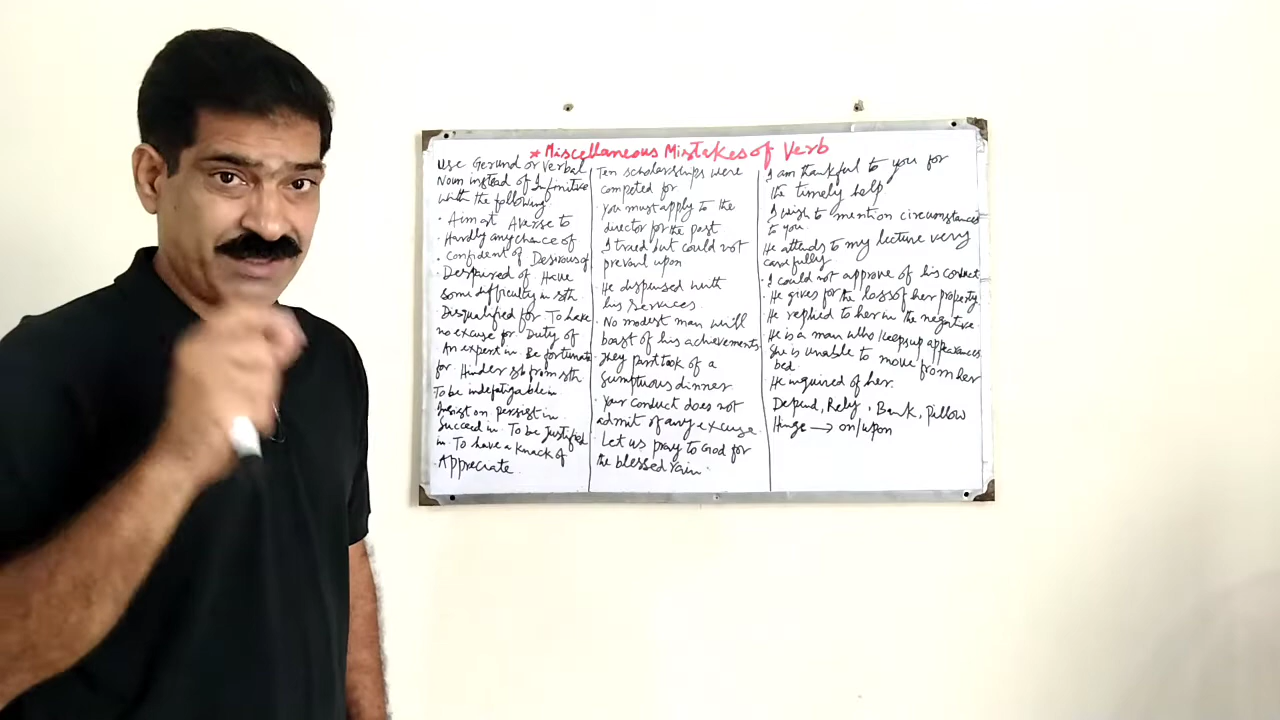 * Miscellaneous Mistakes of Verb
Use Gerund or Verbal
Noun instead of Infinitive
with the following
• Aim at Averse to
• Hardly any chance of
• Confident of Desirous of
• Despaired of Have
some difficulty in sth.
• Disqualified for To have
no excuse for Duty of
An expert in. Be fortunate
for Hinder sb from sth
To be indefatigable in.
Insist on persist in.
Succeed in. To be Justified
in. To have a knack of
• Appreciate.
Ten scholarships were
competed for
You must apply to the
director for the post
• I tried but could not
prevail upon
He dispensed with
his services.
• No modest man will
boast of his achievements
• They partook of a
sumptuous dinner
• Your conduct does not
admit of any excuse.
• Let us pray to God for
the blessed rain.
• I am thankful to you for
the timely help
• I wish to mention circumstances
to you.
He attends to my lecture very
carefully
• I could not approve of his conduct
• He for the loss of her property
• He replied to her in the negative.
He is a man who keeps up appearances
She is unable to move from her
bed.
• He inquired of her.
Depend, Rely, Bank, pillow
Hinge → on/upon